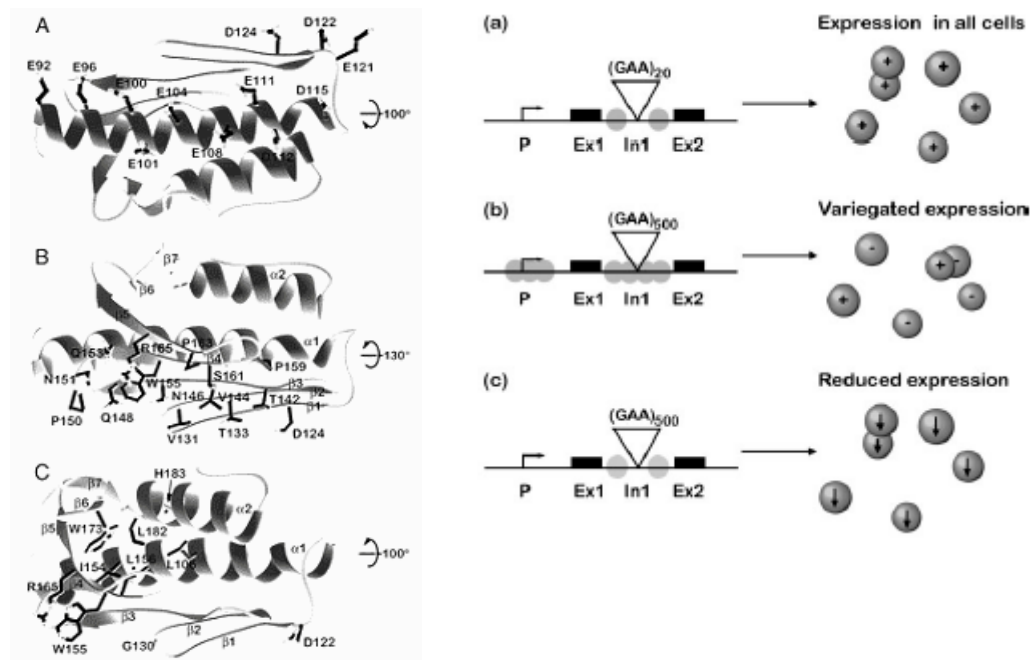 A
D124
D122
E92
E96
E100
E104
E111
E121
D115
100°
E101
E108
D112
B
β7
β6
α2
β5
α1
Q153
R165
P163
β4
130°
N151
W155
S161
P159
β3
P150
Q148
N146
V144
T142
β2
β1
V131
T133
D124
C
H183
β7
β6
α2
β5
W173
L182
α1
100°
I154
L156
L106
R165
β4
β3
β2
W155
G130
β1
D122
(a)
Expression in all cells
(GAA)20
+ + + + + +
P Ex1 In1 Ex2
(b)
Variegated expression
(GAA)500
- + - + - -
P Ex1 In1 Ex2
(c)
Reduced expression
(GAA)500
P Ex1 In1 Ex2